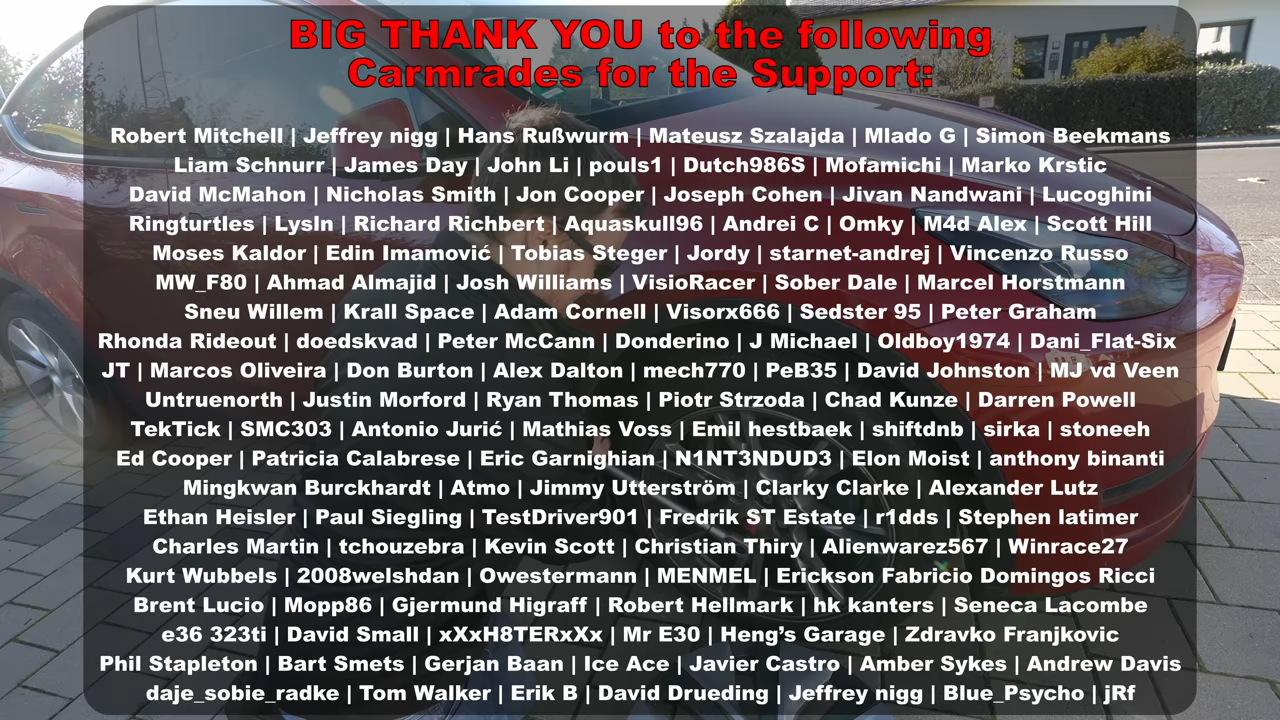 BIG THANK YOU to the following
Carmrades for the Support:
Robert Mitchell | Jeffrey nigg | Hans Rußwurm | Mateusz Szalajda | Mlado G | Simon Beekmans
Liam Schnurr | James Day | John Li | pouls1 | Dutch986S | Mofamichi | Marko Krstic
David McMahon | Nicholas Smith | Jon Cooper | Joseph Cohen | Jivan Nandwani | Lucoghini
Ringturtles | Lysln | Richard Richbert | Aquaskull96 | Andrei C | Omky | M4d Alex | Scott Hill
Moses Kaldor | Edin Imamović | Tobias Steger | Jordy | starnet-andrej | Vincenzo Russo
MW_F80 | Ahmad Almajid | Josh Williams | VisioRacer | Sober Dale | Marcel Horstmann
Sneu Willem | Krall Space | Adam Cornell | Visorx666 | Sedster 95 | Peter Graham
Rhonda Rideout | doedskvad | Peter McCann | Donderino | J Michael | Oldboy1974 | Dani_Flat-Six
JT | Marcos Oliveira | Don Burton | Alex Dalton | mech770 | PeB35 | David Johnston | MJ vd Veen
Untruenorth | Justin Morford | Ryan Thomas | Piotr Strzoda | Chad Kunze | Darren Powell
TekTick | SMC303 | Antonio Jurić | Mathias Voss | Emil hestbaek | shiftdnb | sirka | stoneeh
Ed Cooper | Patricia Calabrese | Eric Garnighian | N1NT3NDUD3 | Elon Moist | anthony binanti
Mingkwan Burckhardt | Atmo | Jimmy Utterström | Clarky Clarke | Alexander Lutz
Ethan Heisler | Paul Siegling | TestDriver901 | Fredrik ST Estate | r1dds | Stephen latimer
Charles Martin | tchouzebra | Kevin Scott | Christian Thiry | Alienwarez567 | Winrace27
Kurt Wubbels | 2008welshdan | Owestermann | MENMEL | Erickson Fabricio Domingos Ricci
Brent Lucio | Mopp86 | Gjermund Higraff | Robert Hellmark | hk kanters | Seneca Lacombe
e36 323ti | David Small | xXxH8TERxXx | Mr E30 | Heng’s Garage | Zdravko Franjkovic
Phil Stapleton | Bart Smets | Gerjan Baan | Ice Ace | Javier Castro | Amber Sykes | Andrew Davis
daje_sobie_radke | Tom Walker | Erik B | David Drueding | Jeffrey nigg | Blue_Psycho | jRf